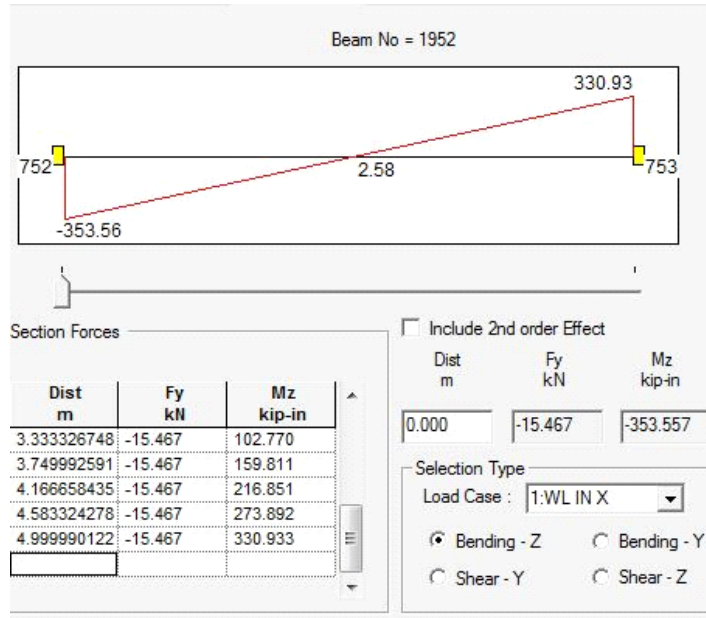 Beam No = 1952
330.93
752
2.58
753
-353.56
Section Forces
Dist m Fy kN Mz kip-in
3.333326748 -15.467 102.770
3.749992591 -15.467 159.811
4.166658435 -15.467 216.851
4.583324278 -15.467 273.892
4.999990122 -15.467 330.933
Include 2nd order Effect
Dist Fy Mz
m kN kip-in
0.000 -15.467 -353.557
Selection Type
Load Case : 1:WL IN X
Bending - Z Bending - Y
Shear - Y Shear - Z